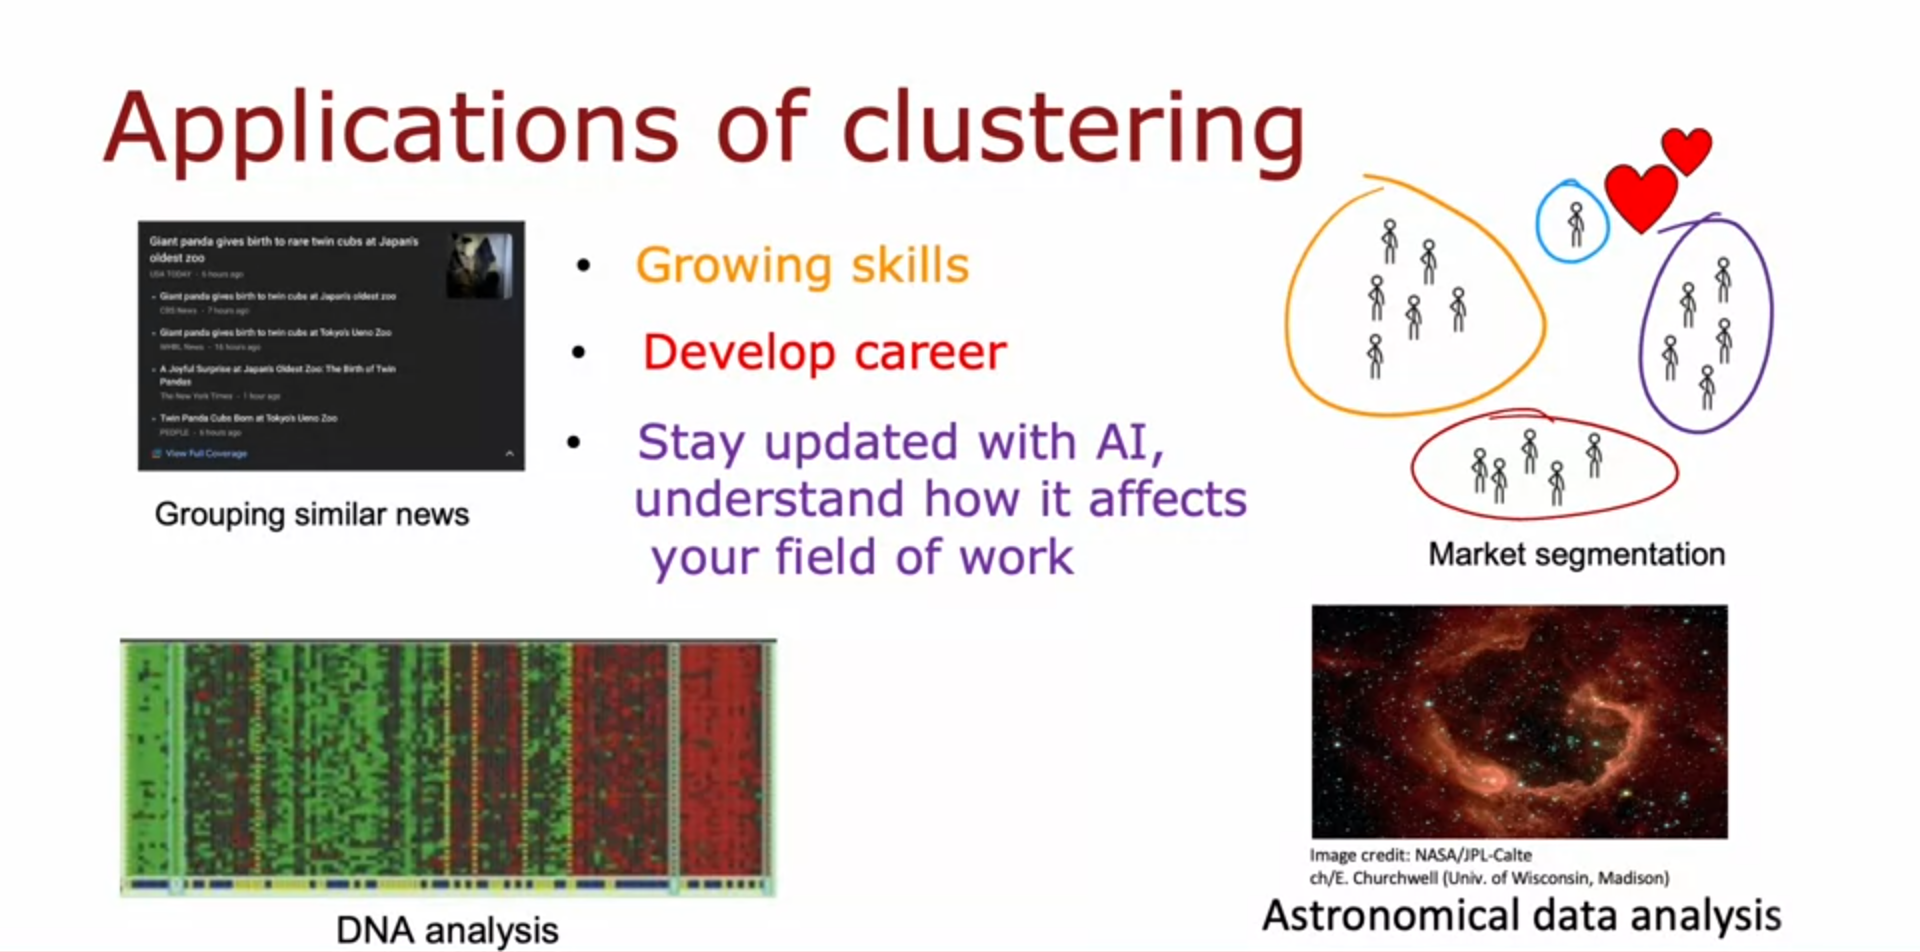 Applications of clustering
Giant panda gives birth to rare twin cubs at Japan's
oldest zoo
USA TODAY · 6 hours ago
Giant panda gives birth to twin cubs at Japan's oldest zoo
CBS News · 7 hours ago
Giant panda gives birth to twin cubs at Tokyo's Ueno Zoo
WHBL News · 16 hours ago
A Joyful Surprise at Japan's Oldest Zoo: The Birth of Twin
Pandas
The New York Times · 1 hour ago
Twin Panda Cubs Born at Tokyo's Ueno Zoo
PEOPLE · 6 hours ago
View Full Coverage
Grouping similar news
• Growing skills
• Develop career
• Stay updated with AI,
understand how it affects
your field of work
Market segmentation
DNA analysis
Image credit: NASA/JPL-Calte
ch/E. Churchwell (Univ. of Wisconsin, Madison)
Astronomical data analysis